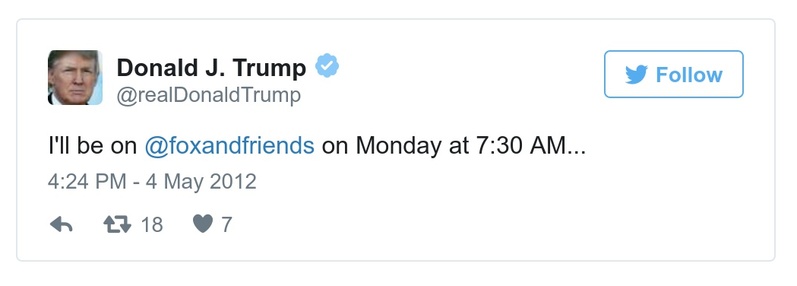 Donald J. Trump
@realDonaldTrump
Follow
I'll be on @foxandfriends on Monday at 7:30 AM...
4:24 PM - 4 May 2012
18 7